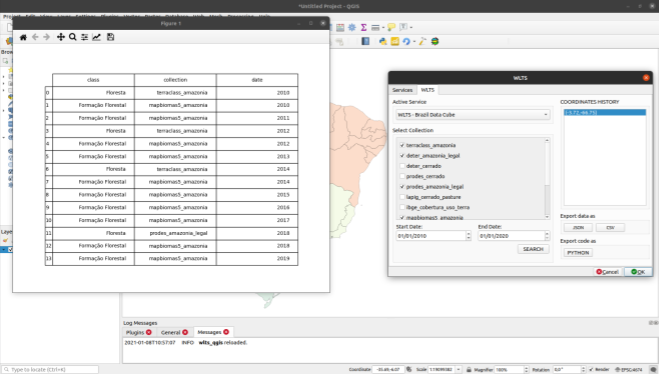 *Untitled Project - QGIS
Figure 1
class collection date
0 Floresta terraclass_amazonia 2010
1 Formação Florestal mapbiomas5_amazonia 2010
2 Formação Florestal mapbiomas5_amazonia 2011
3 Floresta terraclass_amazonia 2012
4 Formação Florestal mapbiomas5_amazonia 2012
5 Formação Florestal mapbiomas5_amazonia 2013
6 Floresta terraclass_amazonia 2014
7 Formação Florestal mapbiomas5_amazonia 2014
8 Formação Florestal mapbiomas5_amazonia 2015
9 Formação Florestal mapbiomas5_amazonia 2016
10 Formação Florestal mapbiomas5_amazonia 2017
11 Floresta prodes_amazonia_legal 2018
12 Formação Florestal mapbiomas5_amazonia 2018
13 Formação Florestal mapbiomas5_amazonia 2019
WLTS
Services WLTS
Active Service
WLTS - Brazil Data Cube
Select Collection
terraclass_amazonia
deter_amazonia_legal
deter_cerrado
prodes_cerrado
prodes_amazonia_legal
lapig_cerrado_pasture
ibge_cobertura_uso_terra
mapbiomas5_amazonia
Start Date: End Date:
01/01/2010 01/01/2020
SEARCH
COORDINATES HISTORY
Export data as
JSON CSV
Export code as
PYTHON
Cancel OK
Log Messages
Plugins General Messages
2021-01-08T10:57:07 INFO wlts_qgis reloaded.
Type to locate (Ctrl+K)
Coordinate Scale Magnifier 100% Rotation 0.0° Render EPSG:4674